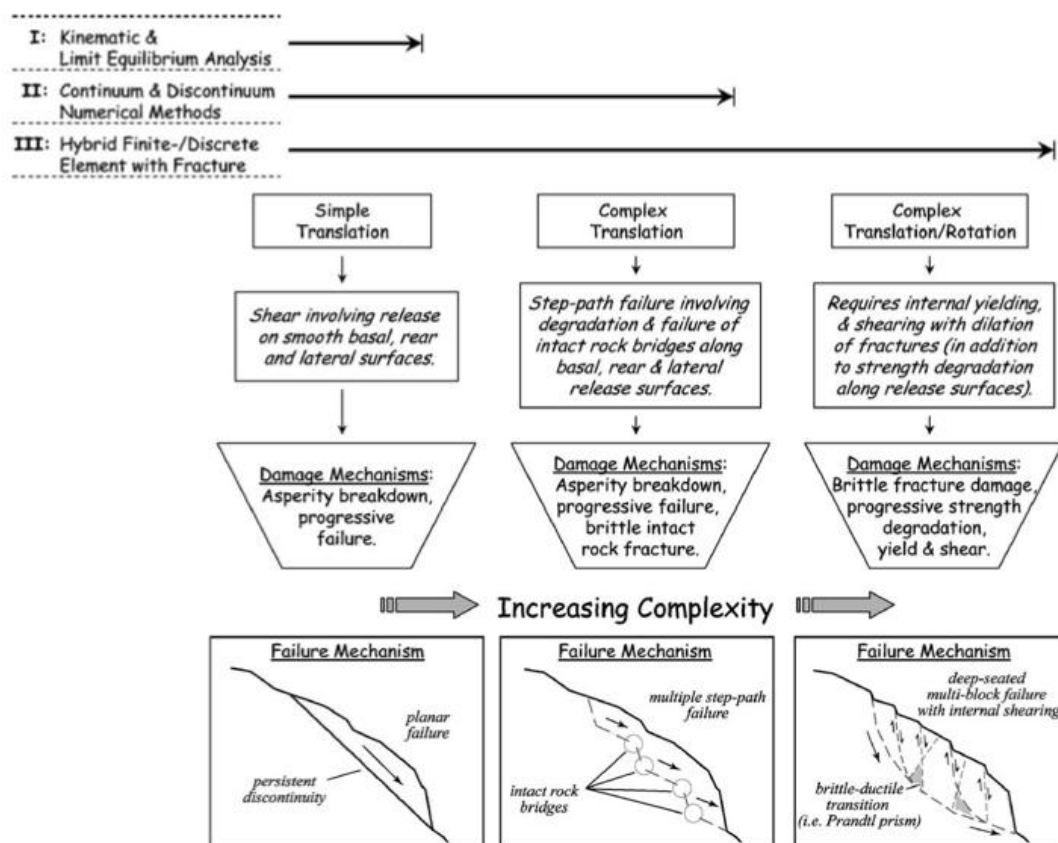 I: Kinematic &
Limit Equilibrium Analysis
II: Continuum & Discontinuum
Numerical Methods
III: Hybrid Finite-/Discrete
Element with Fracture
Simple
Translation
Shear involving release
on smooth basal, rear
and lateral surfaces.
Damage Mechanisms:
Asperity breakdown,
progressive
failure.
Complex
Translation
Step-path failure involving
degradation & failure of
intact rock bridges along
basal, rear & lateral
release surfaces.
Damage Mechanisms:
Asperity breakdown,
progressive failure,
brittle intact
rock fracture.
Complex
Translation/Rotation
Requires internal yielding,
& shearing with dilation
of fractures (in addition
to strength degradation
along release surfaces).
Damage Mechanisms:
Brittle fracture damage,
progressive strength
degradation,
yield & shear.
Increasing Complexity
Failure Mechanism
planar
failure
persistent
discontinuity
Failure Mechanism
multiple step-path
failure
intact rock
bridges
Failure Mechanism
deep-seated
multi-block failure
with internal shearing
brittle-ductile
transition
(i.e. Prandtl prism)